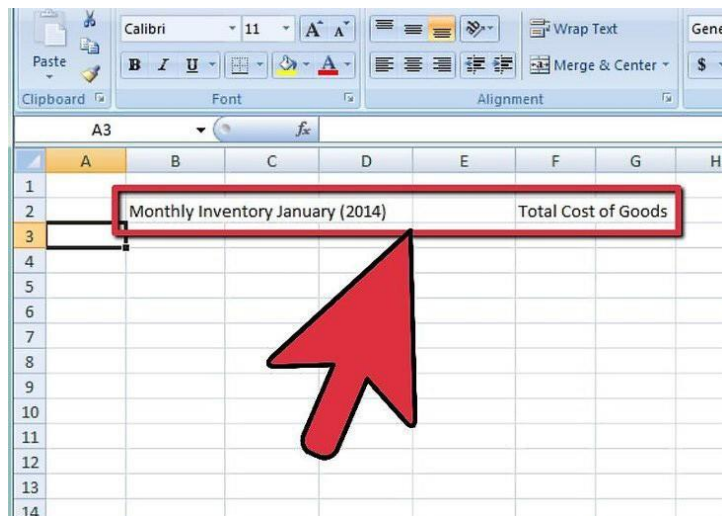 Calibri 11 A A Wrap Text Gene
Paste B I U A Merge & Center $
Clipboard Font Alignment
A3 fx
A B C D E F G H
1
2 Monthly Inventory January (2014) Total Cost of Goods
3
4
5
6
7
8
9
10
11
12
13
14